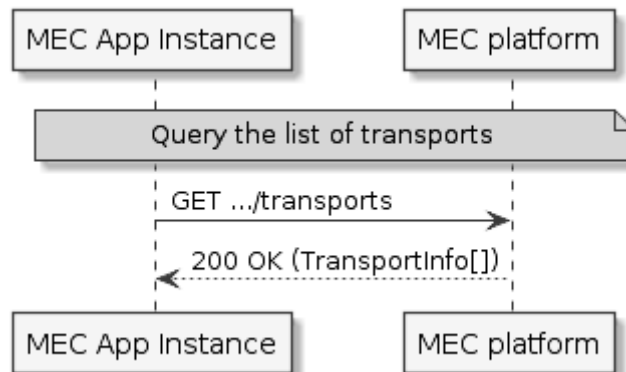 MEC App Instance
MEC platform
Query the list of transports
GET .../transports
200 OK (TransportInfo[])
MEC App Instance
MEC platform